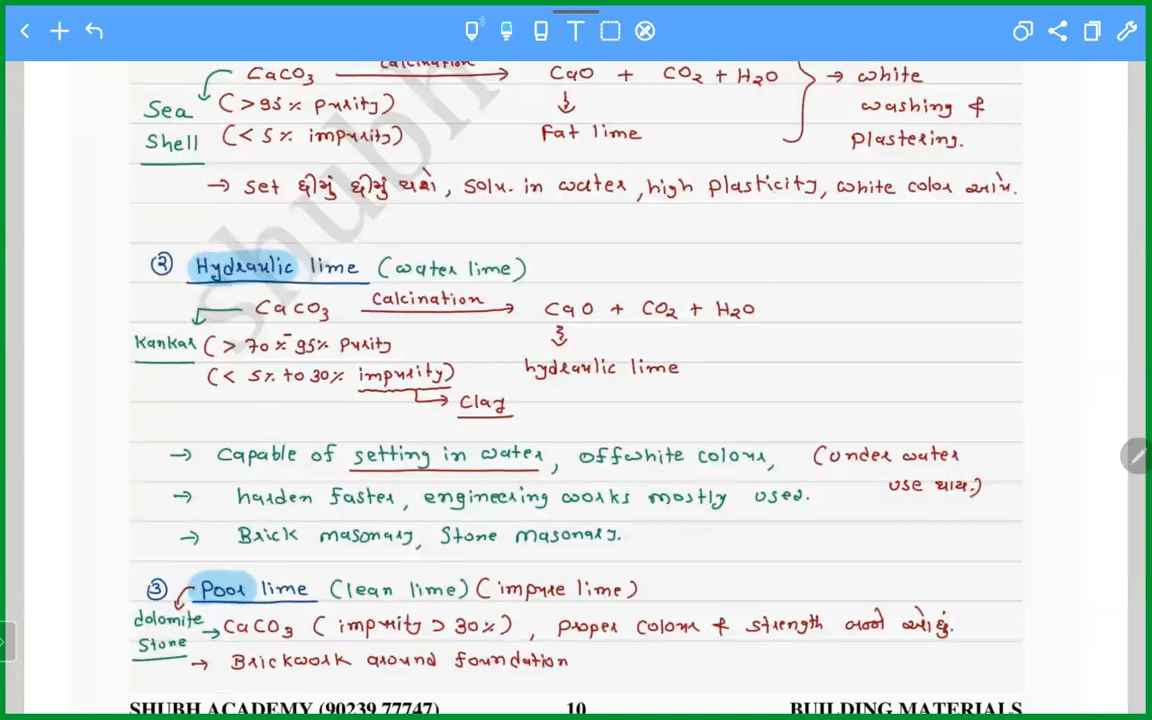 Calcination
CaCO3 → CaO + CO2 + H2O → white
Sea (>95% purity) washing &
Shell (< 5% impurity) Fat lime plastering.
→ Set ધીમું ધીમું થશે, Solu. in water, high plasticity, white color આપે.
② Hydraulic lime (water lime)
CaCO3 Calcination → CaO + CO2 + H2O
Kankar (> 70%-95% Purity
(< 5% to 30% impurity) hydraulic lime
→ Clay
→ Capable of setting in water, offwhite colour, (under water
→ harden faster, engineering works mostly used. use થાય.)
→ Brick masonary, Stone masonary.
③ Poor lime (lean lime) (impure lime)
dolomite → CaCO3 (impurity > 30%), proper colour & strength બન્ને ઓછું.
Stone
→ Brickwork around foundation
SHUBH ACADEMY (90239 77747) 10 BUILDING MATERIALS
Shubh